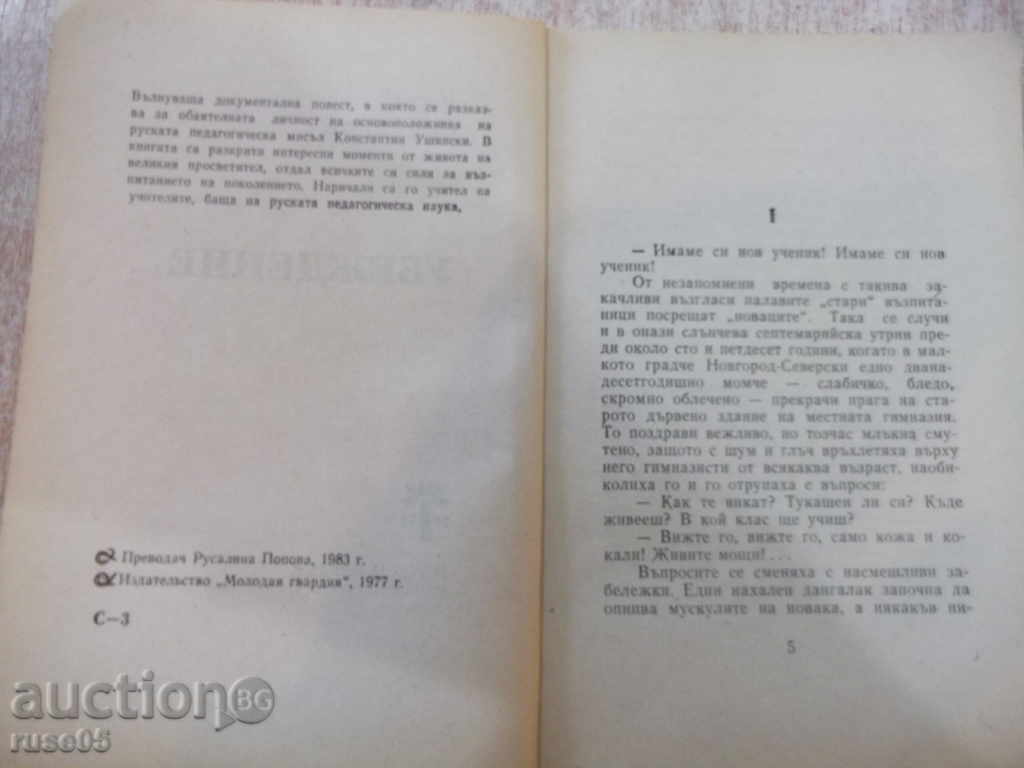 Вълнуваща документална повест, в която се разказ-
ва за обаятелната личност на основоположника на
руската педагогическа мисъл Константин Ушински. В
книгата са разкрити интересни моменти от живота на
великия просветител, отдал всичките си сили за въз-
питанието на поколението. Наричали са го учител на
учителите, баща на руската педагогическа наука.
Преводач Русалина Попова, 1983 г.
Издательство „Молодая гвардия“, 1977 г.
С—3
I
— Имаме си нов ученик! Имаме си нов
ученик!
От незапомнени времена с такива за-
качливи възгласи палавите „стари“ възпита-
ници посрещат „новаците“. Така се случи
и в онази слънчева септемврийска утрин пре-
ди около сто и петдесет години, когато в мал-
кото градче Новгород-Северски едно двана-
десетгодишно момче — слабичко, бледо,
скромно облечено — прекрачи прага на ста-
рото дървено здание на местната гимназия.
То поздрави вежливо, но тозчас млъкна сму-
тено, защото с шум и глъч връхлетяха върху
него гимназисти от всякаква възраст, наоби-
колиха го и го отрупаха с въпроси:
— Как те викат? Тукашен ли си? Къде
живееш? В кой клас ще учиш?
— Вижте го, вижте го, само кожа и ко-
кали! Живите мощи!...
Въпросите се сменяха с насмешливи за-
бележки. Един нахален дангалак започна да
опипва мускулите на новака, а някакъв ни-
5
auction BG
ruse05